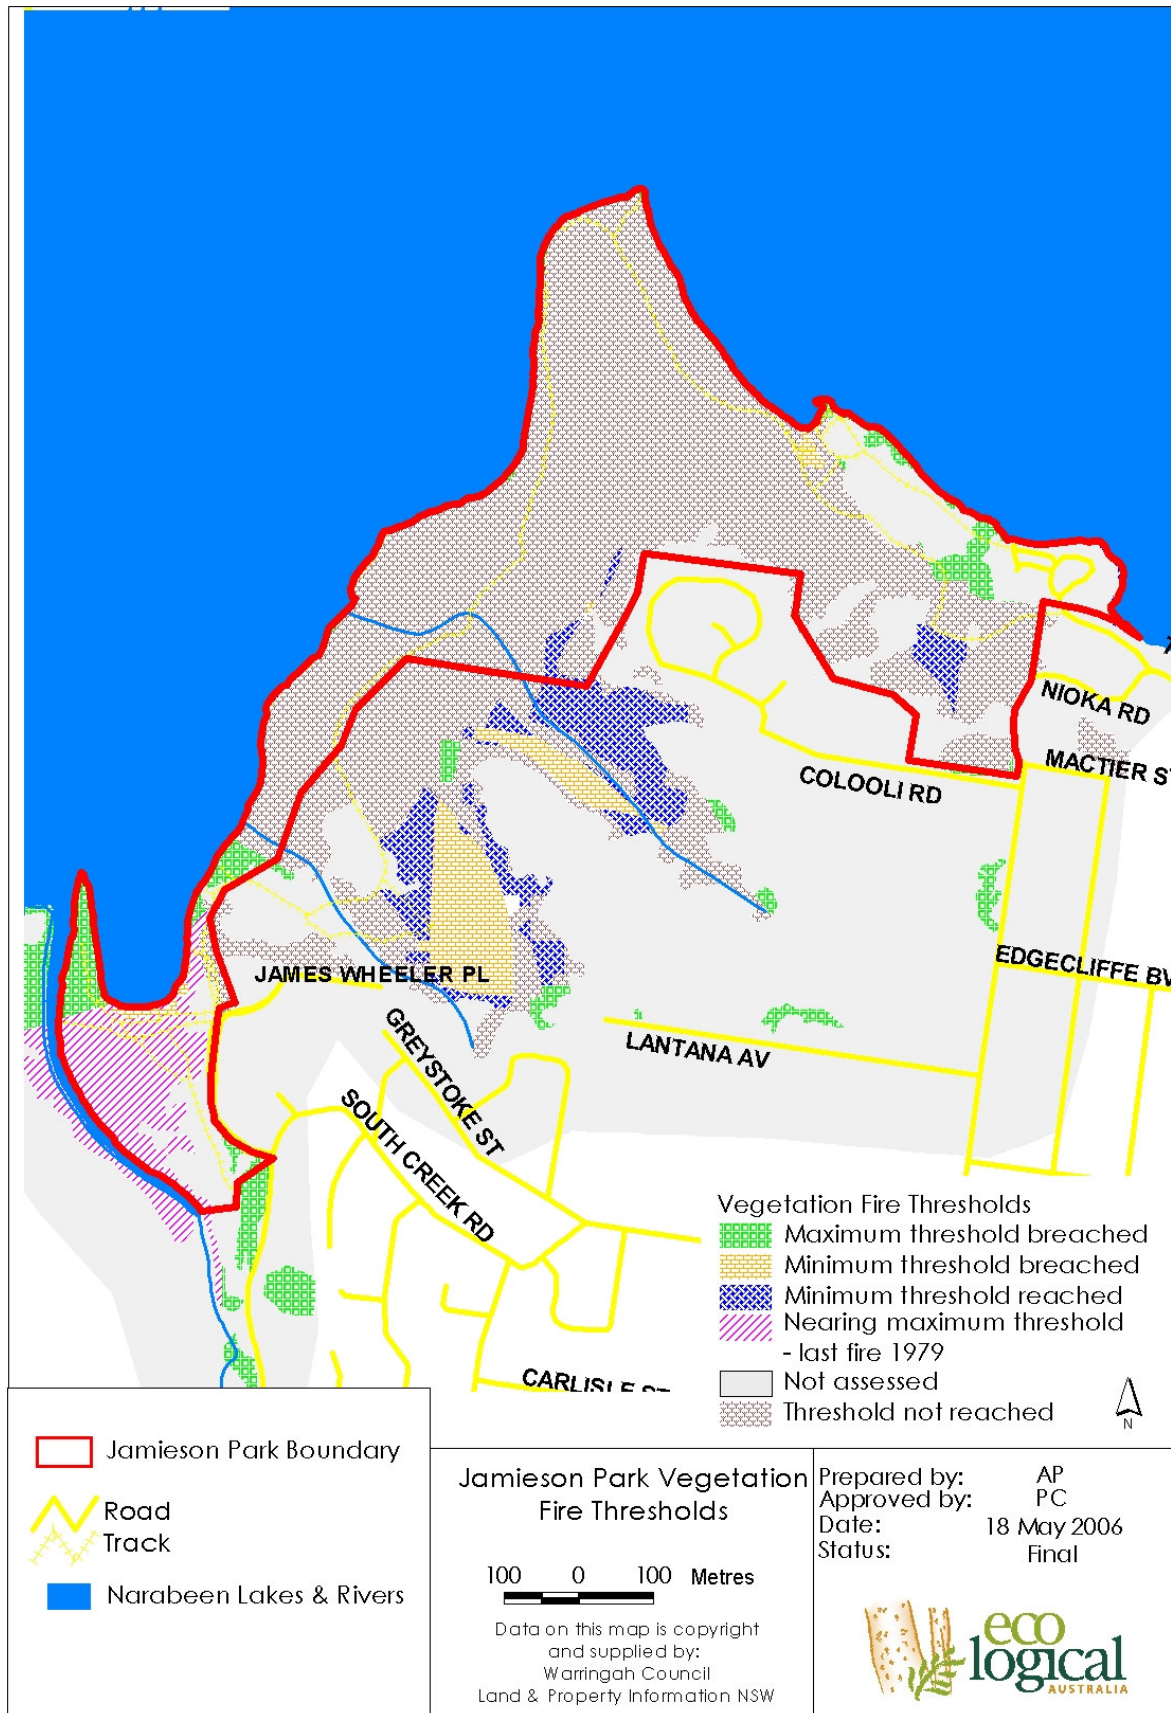 NIOKA RD
MACTIER ST
COLOOLI RD
EDGECLIFFE BV
JAMES WHEELER PL
GREYSTOKE ST
LANTANA AV
SOUTH CREEK RD
CARLISLE ST
Vegetation Fire Thresholds
Maximum threshold breached
Minimum threshold breached
Minimum threshold reached
Nearing maximum threshold
- last fire 1979
Not assessed
Threshold not reached
N
Jamieson Park Boundary
Road
Track
Narabeen Lakes & Rivers
Jamieson Park Vegetation
Fire Thresholds
100 0 100 Metres
Data on this map is copyright
and supplied by:
Warringah Council
Land & Property Information NSW
Prepared by: AP
Approved by: PC
Date: 18 May 2006
Status: Final
eco
logical
AUSTRALIA